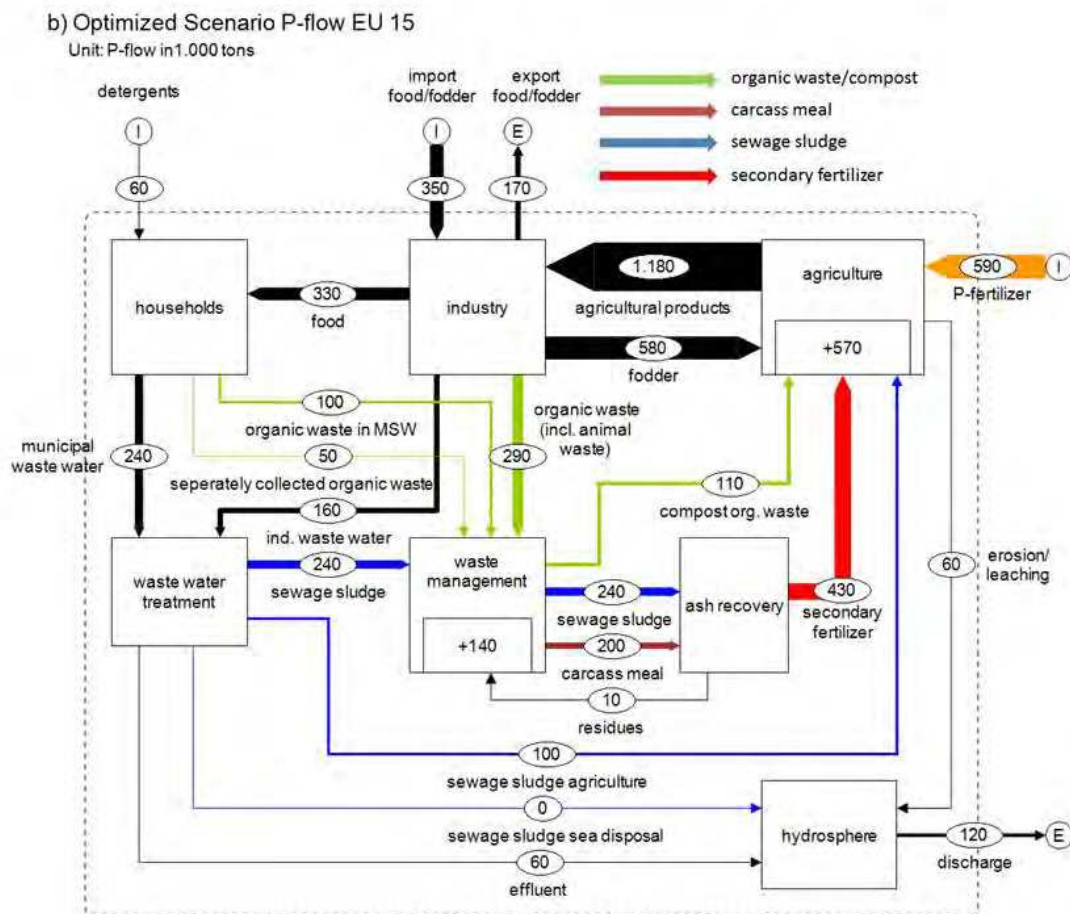 b) Optimized Scenario P-flow EU 15
Unit: P-flow in1.000 tons
detergents
import
food/fodder
export
food/fodder
organic waste/compost
carcass meal
sewage sludge
secondary fertilizer
I
I
E
60
350
170
households
330
food
industry
1.180
agricultural products
agriculture
590
I
P-fertilizer
+570
580
fodder
100
organic waste in MSW
organic waste
(incl. animal
waste)
municipal
waste water
240
50
seperately collected organic waste
290
110
compost org. waste
160
ind. waste water
waste water
treatment
240
sewage sludge
waste
management
240
sewage sludge
ash recovery
430
secondary
fertilizer
60
erosion/
leaching
+140
200
carcass meal
10
residues
100
sewage sludge agriculture
0
sewage sludge sea disposal
hydrosphere
120
E
discharge
60
effluent